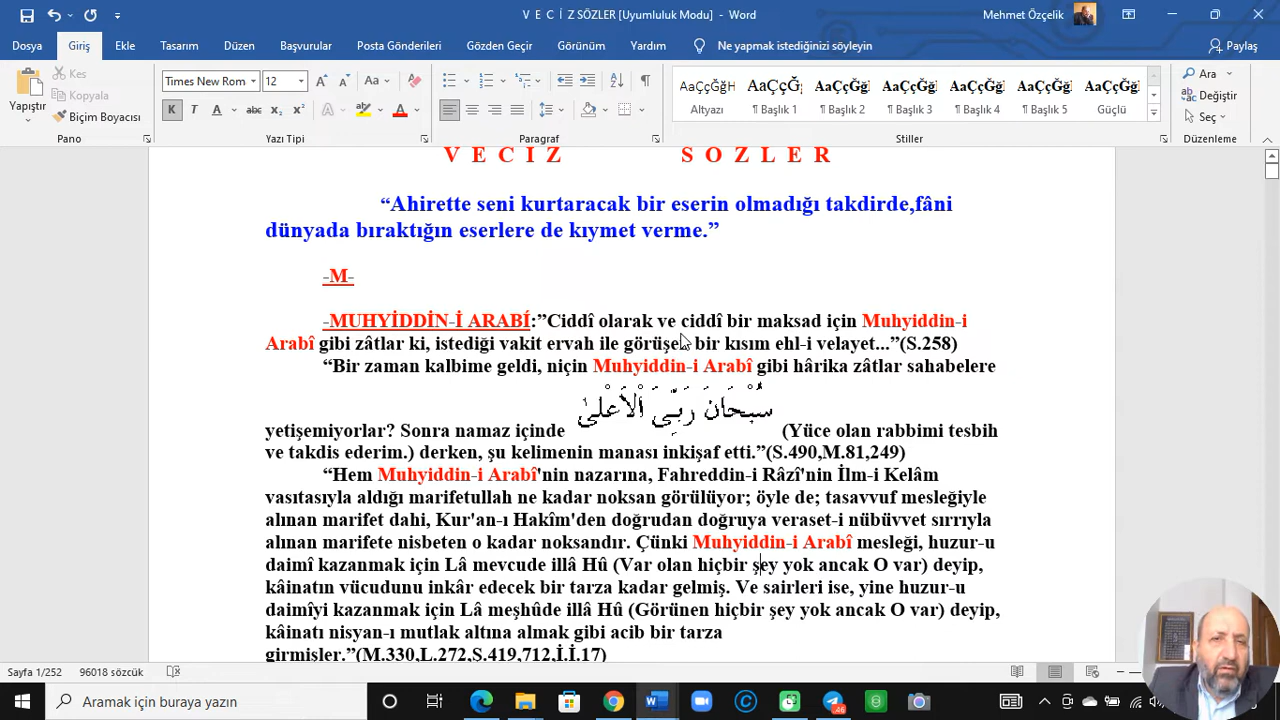 V E C İ Z SÖZLER [Uyumluluk Modu] - Word
Mehmet Özçelik
Dosya Giriş Ekle Tasarım Düzen Başvurular Posta Gönderileri Gözden Geçir Görünüm Yardım Ne yapmak istediğinizi söyleyin Paylaş
Yapıştır
Kes
Kopyala
Biçim Boyacısı
Times New Rom 12
K T A abc x₂ x²
AaÇçĞğH AaÇçĞ AaÇçĞğ AaÇçĞğ AaÇçĞğ AaÇçĞğ AaÇçĞğ
Altyazı ¶ Başlık 1 ¶ Başlık 2 ¶ Başlık 3 ¶ Başlık 4 ¶ Başlık 5 Güçlü
Ara
Değiştir
Seç
Pano Yazı Tipi Paragraf Stiller Düzenleme
V E C İ Z S Ö Z L E R
“Ahirette seni kurtaracak bir eserin olmadığı takdirde,fâni
dünyada bıraktığın eserlere de kıymet verme.”
-M-
-MUHYİDDİN-İ ARABÍ:”Ciddî olarak ve ciddî bir maksad için Muhyiddin-i
Arabî gibi zâtlar ki, istediği vakit ervah ile görüşen bir kısım ehl-i velayet...”(S.258)
“Bir zaman kalbime geldi, niçin Muhyiddin-i Arabî gibi hârika zâtlar sahabelere
yetişemiyorlar? Sonra namaz içinde سُبْحَانَ رَبِّىَ اْلاَعْلٰى (Yüce olan rabbimi tesbih
ve takdis ederim.) derken, şu kelimenin manası inkişaf etti.”(S.490,M.81,249)
“Hem Muhyiddin-i Arabî'nin nazarına, Fahreddin-i Râzî'nin İlm-i Kelâm
vasıtasıyla aldığı marifetullah ne kadar noksan görülüyor; öyle de; tasavvuf mesleğiyle
alınan marifet dahi, Kur'an-ı Hakîm'den doğrudan doğruya veraset-i nübüvvet sırrıyla
alınan marifete nisbeten o kadar noksandır. Çünki Muhyiddin-i Arabî mesleği, huzur-u
daimî kazanmak için Lâ mevcude illâ Hû (Var olan hiçbir şey yok ancak O var) deyip,
kâinatın vücudunu inkâr edecek bir tarza kadar gelmiş. Ve sairleri ise, yine huzur-u
daimîyi kazanmak için Lâ meşhûde illâ Hû (Görünen hiçbir şey yok ancak O var) deyip,
kâinatı nisyan-ı mutlak altına almak gibi acib bir tarza
girmişler.”(M.330,L.272,S.419,712,İ.İ.17)
Sayfa 1/252 96018 sözcük
Aramak için buraya yazın
46